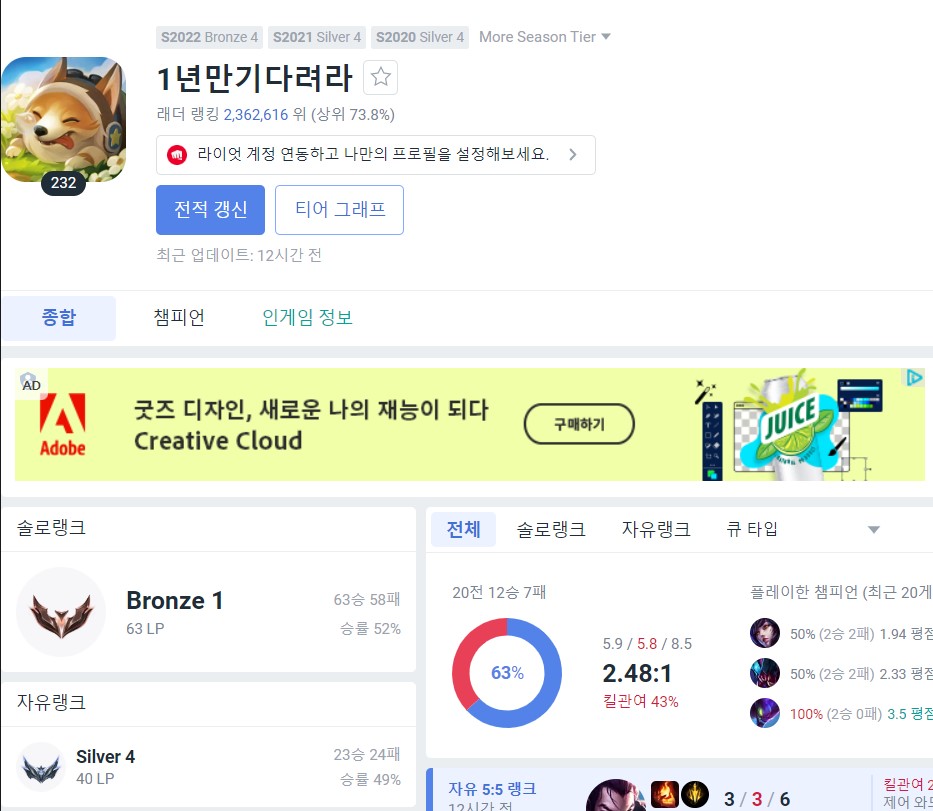 S2022 Bronze 4 S2021 Silver 4 S2020 Silver 4 More Season Tier
1년만기다려라
래더 랭킹 2,362,616 위 (상위 73.8%)
라이엇 계정 연동하고 나만의 프로필을 설정해보세요.
232
전적 갱신 티어 그래프
최근 업데이트: 12시간 전
종합 챔피언 인게임 정보
AD
굿즈 디자인, 새로운 나의 재능이 되다
Creative Cloud
Adobe
구매하기
JUICE
솔로랭크
Bronze 1
63승 58패
63 LP
승률 52%
자유랭크
Silver 4
23승 24패
40 LP
승률 49%
전체 솔로랭크 자유랭크 큐 타입
20전 12승 7패
63%
5.9 / 5.8 / 8.5
2.48:1
킬관여 43%
플레이한 챔피언 (최근 20게
50% (2승 2패) 1.94 평점
50% (2승 2패) 2.33 평점
100% (2승 0패) 3.5 평점
자유 5:5 랭크
12시간 전
3 / 3 / 6
킬관여 2
제어 와드